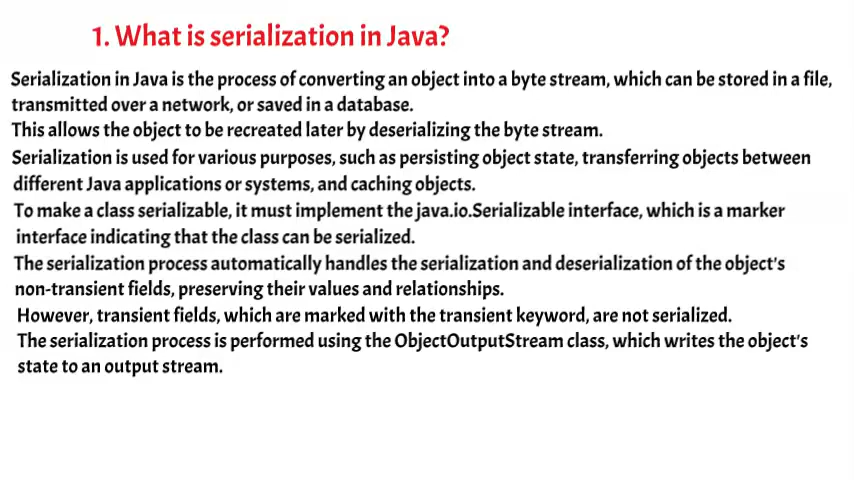 1. What is serialization in Java?
Serialization in Java is the process of converting an object into a byte stream, which can be stored in a file,
transmitted over a network, or saved in a database.
This allows the object to be recreated later by deserializing the byte stream.
Serialization is used for various purposes, such as persisting object state, transferring objects between
different Java applications or systems, and caching objects.
To make a class serializable, it must implement the java.io.Serializable interface, which is a marker
interface indicating that the class can be serialized.
The serialization process automatically handles the serialization and deserialization of the object's
non-transient fields, preserving their values and relationships.
However, transient fields, which are marked with the transient keyword, are not serialized.
The serialization process is performed using the ObjectOutputStream class, which writes the object's
state to an output stream.